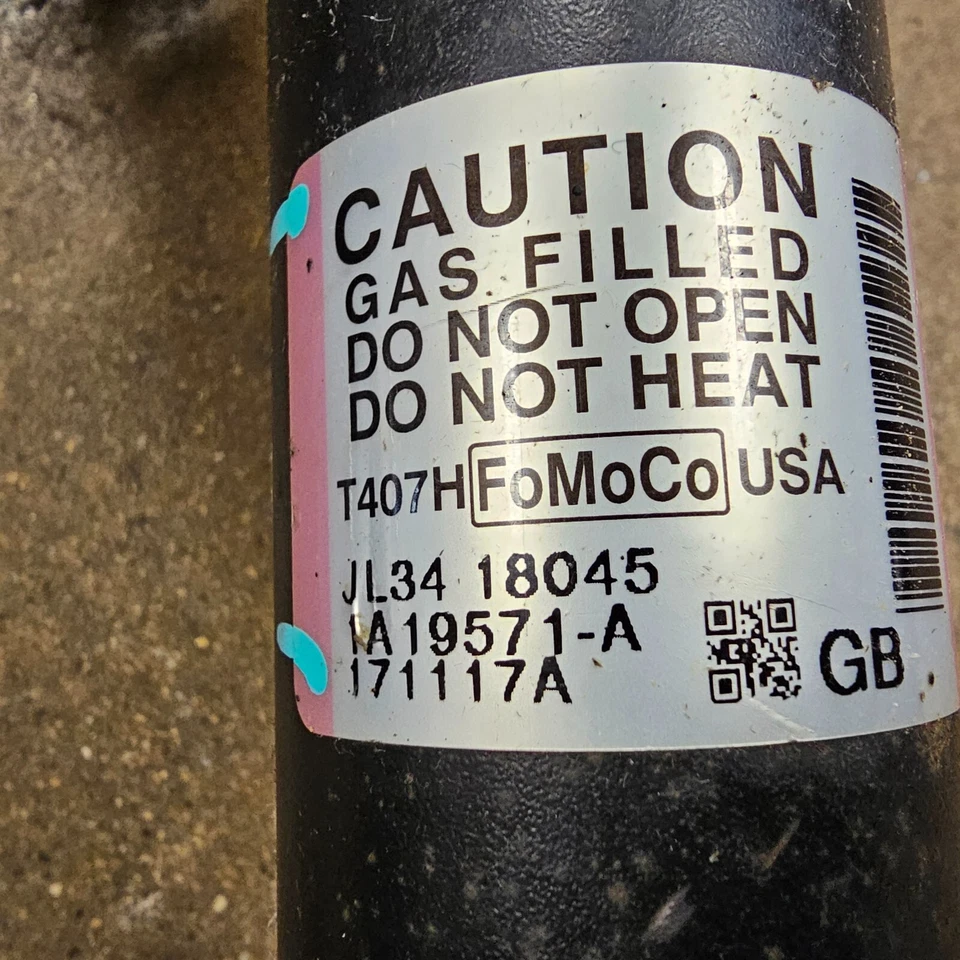 CAUTION
GAS FILLED
DO NOT OPEN
DO NOT HEAT
T407H FoMoCo USA
JL34 18045
1A19571-A
171117A
GB